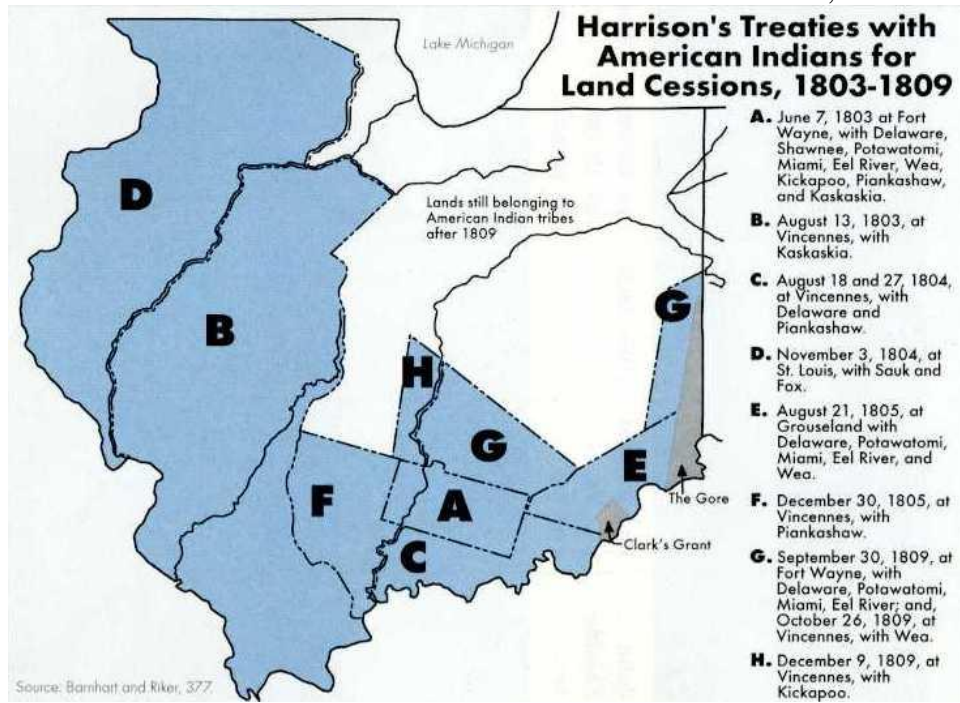 Harrison's Treaties with
American Indians for
Land Cessions, 1803-1809
Lake Michigan
A. June 7, 1803 at Fort
Wayne, with Delaware,
Shawnee, Potawatomi,
Miami, Eel River, Wea,
Kickapoo, Piankashaw,
and Kaskaskia.
B. August 13, 1803, at
Vincennes, with
Kaskaskia.
C. August 18 and 27, 1804,
at Vincennes, with
Delaware and
Piankashaw.
D. November 3, 1804, at
St. Louis, with Sauk and
Fox.
E. August 21, 1805, at
Grouseland with
Delaware, Potawatomi,
Miami, Eel River, and
Wea.
F. December 30, 1805, at
Vincennes, with
Piankashaw.
G. September 30, 1809, at
Fort Wayne, with
Delaware, Potawatomi,
Miami, Eel River; and,
October 26, 1809, at
Vincennes, with Wea.
H. December 9, 1809, at
Vincennes, with
Kickapoo.
D
Lands still belonging to
American Indian tribes
after 1809
G
B
H
G
E
F
A
The Gore
C
Clark's Grant
Source: Barnhart and Riker, 377.